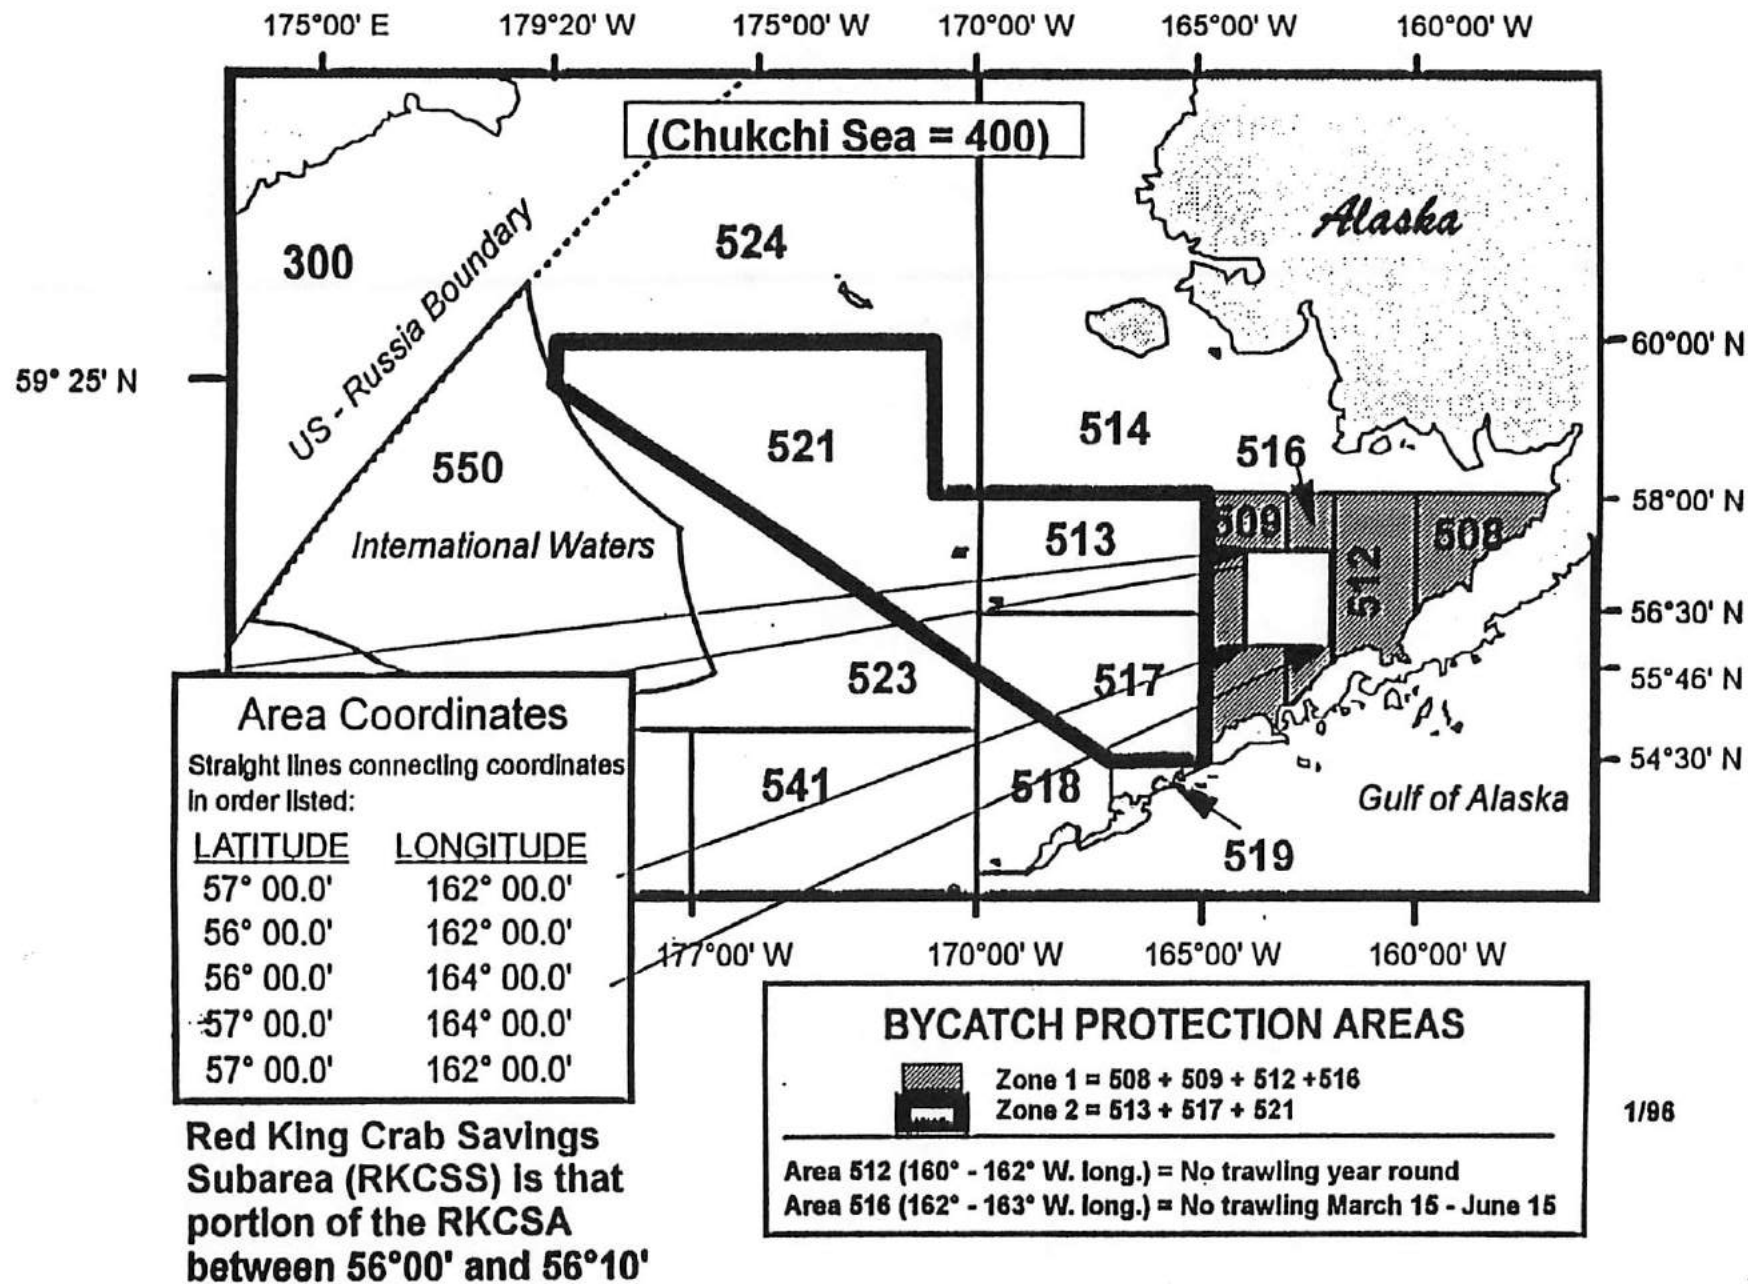 175°00' E 179°20' W 175°00' W 170°00' W 165°00' W 160°00' W
(Chukchi Sea = 400)
Alaska
300
524
US - Russia Boundary
60°00' N
59° 25' N
521
514
516
550
58°00' N
International Waters
513
509
508
512
56°30' N
523
517
55°46' N
54°30' N
541
518
Gulf of Alaska
519
177°00' W 170°00' W 165°00' W 160°00' W
Area Coordinates
Straight lines connecting coordinates
in order listed:
LATITUDE LONGITUDE
57° 00.0' 162° 00.0'
56° 00.0' 162° 00.0'
56° 00.0' 164° 00.0'
57° 00.0' 164° 00.0'
57° 00.0' 162° 00.0'
Red King Crab Savings
Subarea (RKCSS) is that
portion of the RKCSA
between 56°00' and 56°10'
BYCATCH PROTECTION AREAS
Zone 1 = 508 + 509 + 512 +516
Zone 2 = 513 + 517 + 521
Area 512 (160° - 162° W. long.) = No trawling year round
Area 516 (162° - 163° W. long.) = No trawling March 15 - June 15
1/96